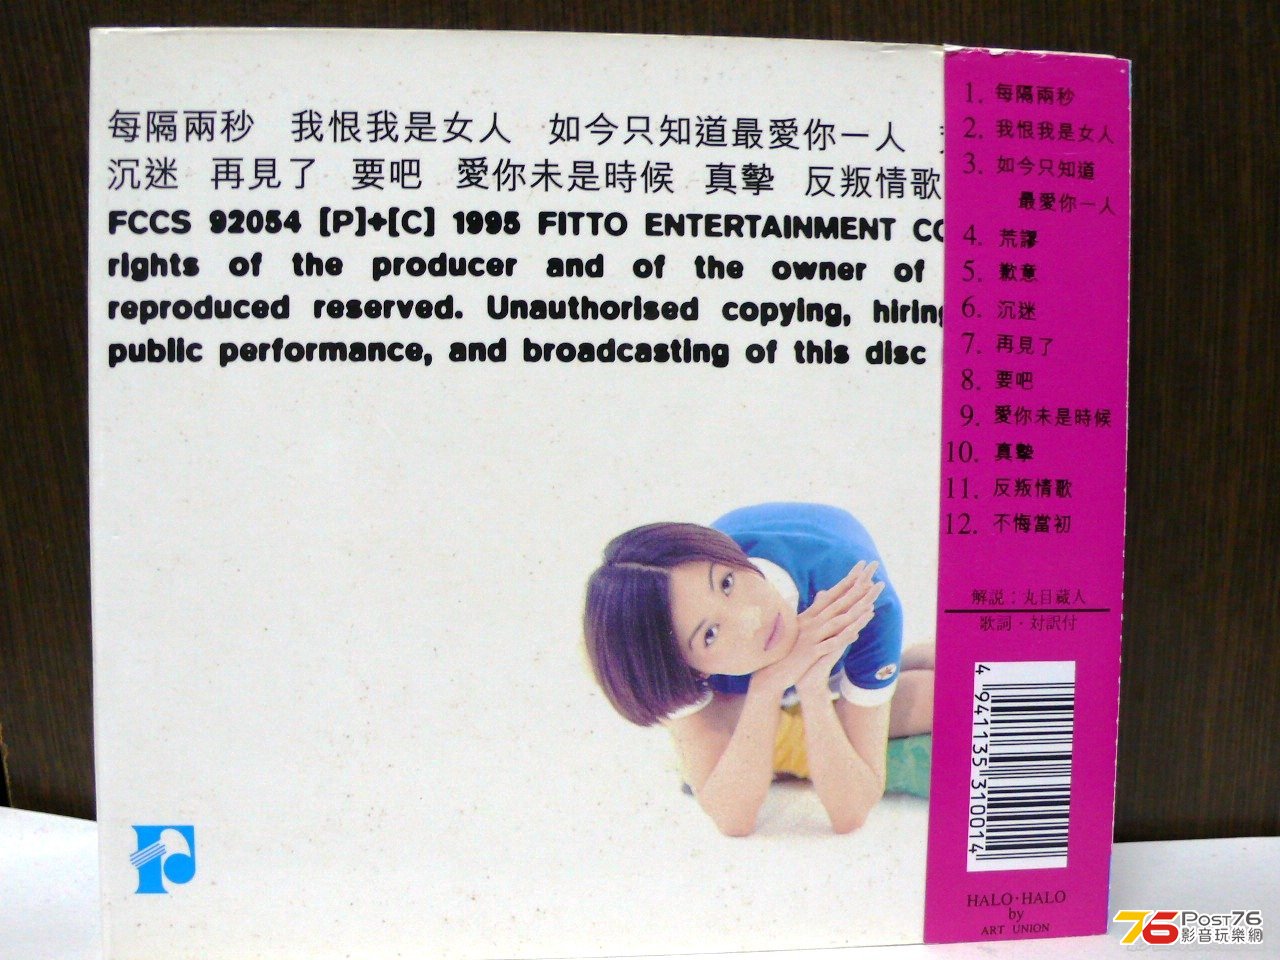 每隔兩秒 我恨我是女人 如今只知道最愛你一人
沉迷 再見了 要吧 愛你未是時候 真摯 反叛情歌
FCCS 92054 [P]+[C] 1995 FITTO ENTERTAINMENT
rights of the producer and of the owner of
reproduced reserved. Unauthorised copying,
public performance, and broadcasting of this disc
1. 每隔兩秒
2. 我恨我是女人
3. 如今只知道
最愛你一人
4. 荒謬
5. 歉意
6. 沉迷
7. 再見了
8. 要吧
9. 愛你未是時候
10. 真摯
11. 反叛情歌
12. 不悔當初
解説：丸目蔵人
歌詞・対訳付
4 941135 310014
HALO・HALO
by
ART UNION
76 POST76
影音玩樂網